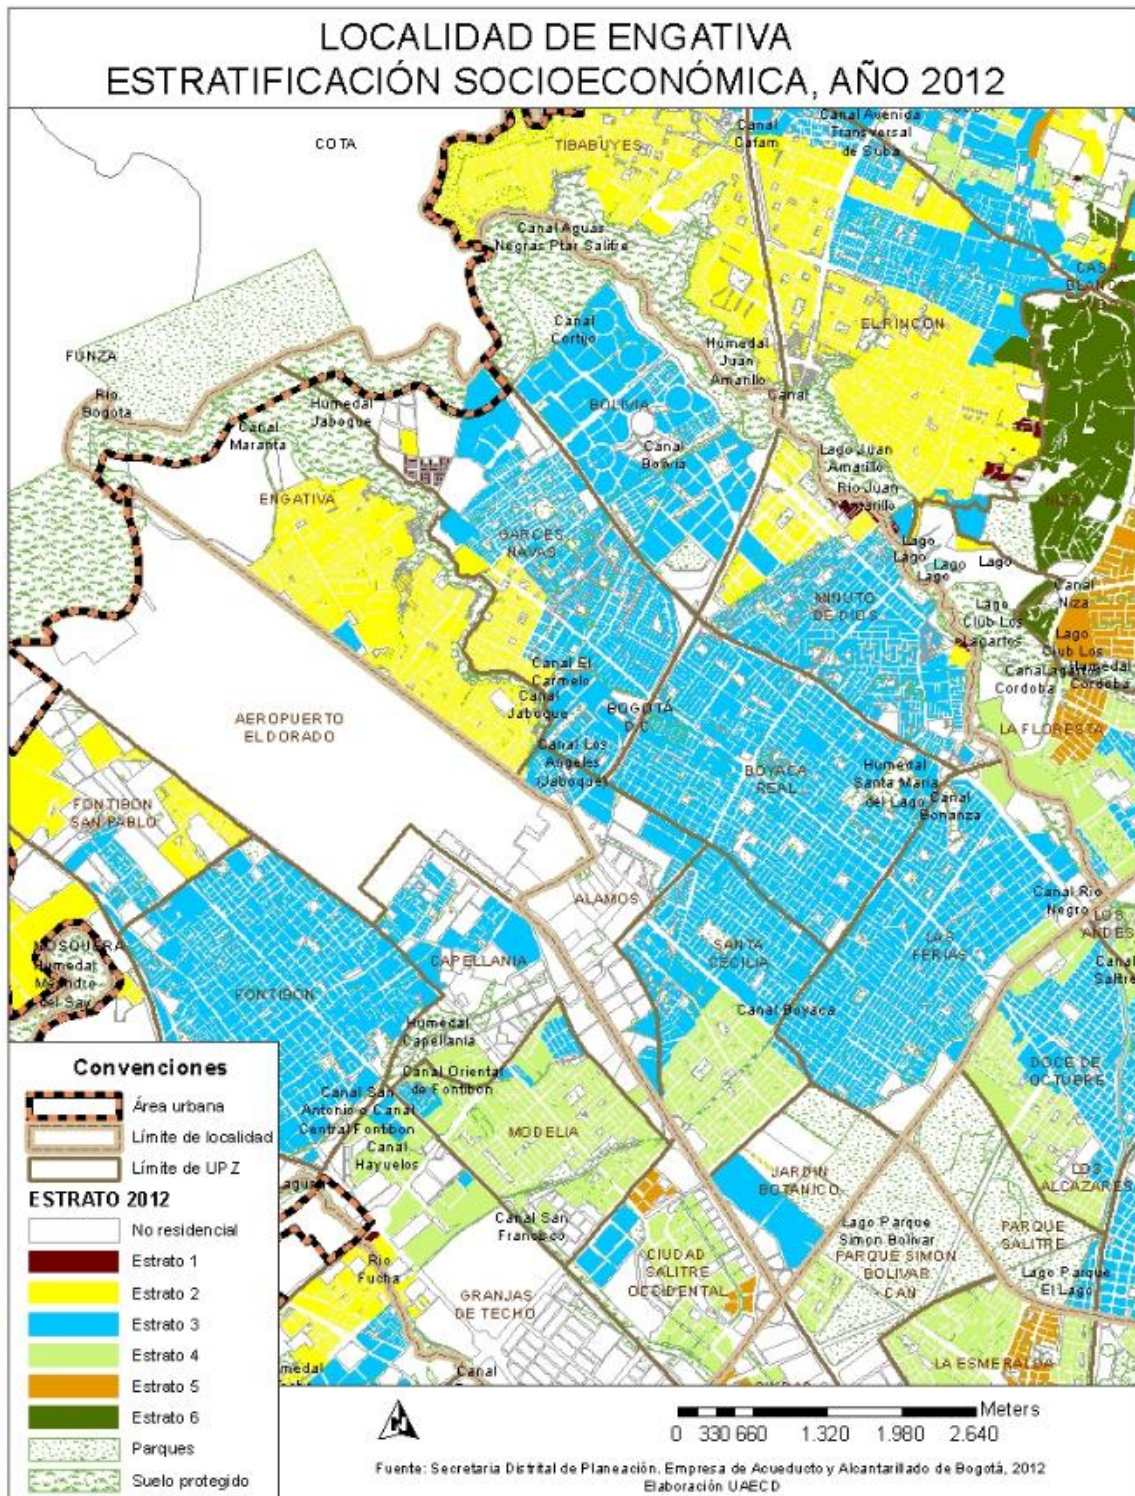 LOCALIDAD DE ENGATIVA
ESTRATIFICACIÓN SOCIOECONÓMICA, AÑO 2012
COTA
TIBABUYES
Canal
Cafam
Canal Avenida
Transversal
de Suba
Canal Aguas
Negras Ptar Salitre
CASA
Canal
Cortijo
EL RINCON
FUNZA
Humedal
Juan
Amarillo
Río
Bogota
Humedal
Jaboque
BOLIVIA
Canal
Canal
Maranta
Canal
Bolivia
Lago Juan
Amarillo
Río Juan
Amarillo
ENGATIVA
GARCES
NAVAS
Lago
Lago
Lago
Lago
Lago
Canal
Niza
MINUTO
DE DIOS
Lago
Club Los
Lagartos
Lago
Club Los
Humedal
Cordoba
Cordoba
Canal El
Carmelo
Canal
Jaboque
BOGOTÁ
D.C.
LA FLORESTA
AEROPUERTO
ELDORADO
Canal Los
Angeles
(Jaboque)
BOYACA
REAL
Humedal
Santa Maria
del Lago
Canal
Bonanza
FONTIBON
SAN PABLO
ALAMOS
Canal Rio
Negro
LOS
ANDES
MOSQUERA
Humedal
Meandro
del Say
CAPELLANIA
SANTA
CECILIA
LAS
FERIAS
Canal
Salitre
FONTIBON
Canal Boyaca
Humedal
Capellania
Canal Oriental
de Fontibon
DOCE DE
OCTUBRE
Canal San
Antonio o Canal
Central Fontibon
Canal
Hayuelos
MODELIA
JARDIN
BOTANICO
LOS
ALCAZARES
Canal San
Francisco
Lago Parque
Simon Bolivar
PARQUE SIMON
BOLIVAR
- CAN
PARQUE
SALITRE
Lago Parque
El Lago
Río
Fucha
CIUDAD
SALITRE
OCCIDENTAL
GRANJAS
DE TECHO
LA ESMERALDA
Canal
Convenciones
Área urbana
Límite de localidad
Límite de UPZ
ESTRATO 2012
No residencial
Estrato 1
Estrato 2
Estrato 3
Estrato 4
Estrato 5
Estrato 6
Parques
Suelo protegido
N
Meters
0 330 660 1.320 1.980 2.640
Fuente: Secretaria Distrital de Planeación. Empresa de Acueducto y Alcantarillado de Bogotá, 2012
Elaboración UAECD